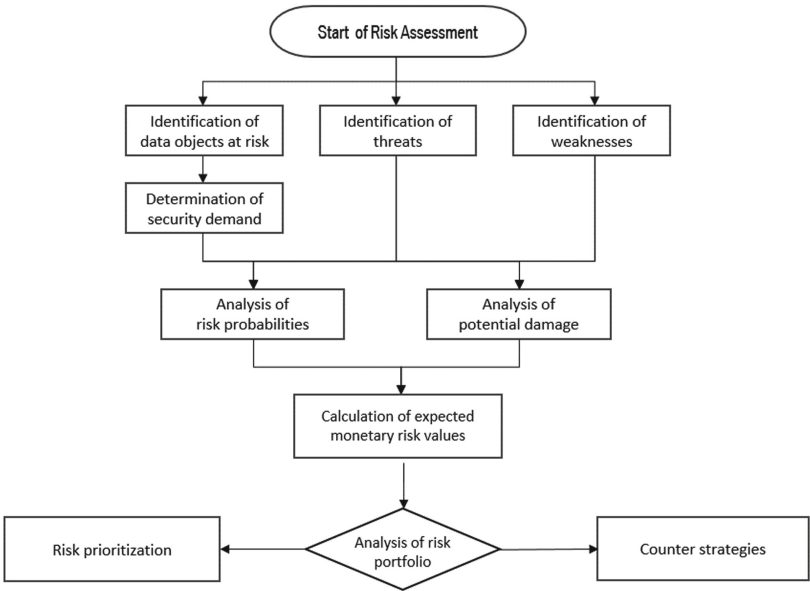 Start of Risk Assessment
Identification of
data objects at risk
Identification of
threats
Identification of
weaknesses
Determination of
security demand
Analysis of
risk probabilities
Analysis of
potential damage
Calculation of expected
monetary risk values
Analysis of risk
portfolio
Risk prioritization
Counter strategies